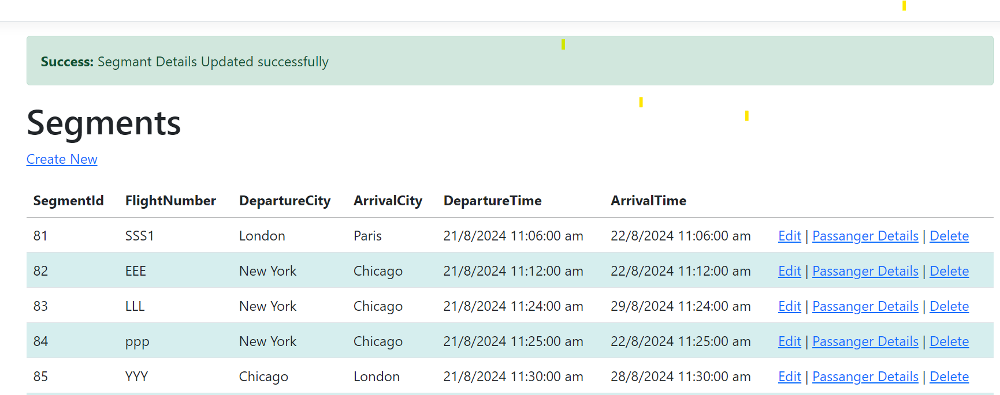 Success: Segmant Details Updated successfully
Segments
Create New
SegmentId FlightNumber DepartureCity ArrivalCity DepartureTime ArrivalTime
81 SSS1 London Paris 21/8/2024 11:06:00 am 22/8/2024 11:06:00 am Edit | Passanger Details | Delete
82 EEE New York Chicago 21/8/2024 11:12:00 am 22/8/2024 11:12:00 am Edit | Passanger Details | Delete
83 LLL New York Chicago 21/8/2024 11:24:00 am 29/8/2024 11:24:00 am Edit | Passanger Details | Delete
84 ppp New York Chicago 21/8/2024 11:25:00 am 22/8/2024 11:25:00 am Edit | Passanger Details | Delete
85 YYY Chicago London 21/8/2024 11:30:00 am 28/8/2024 11:30:00 am Edit | Passanger Details | Delete